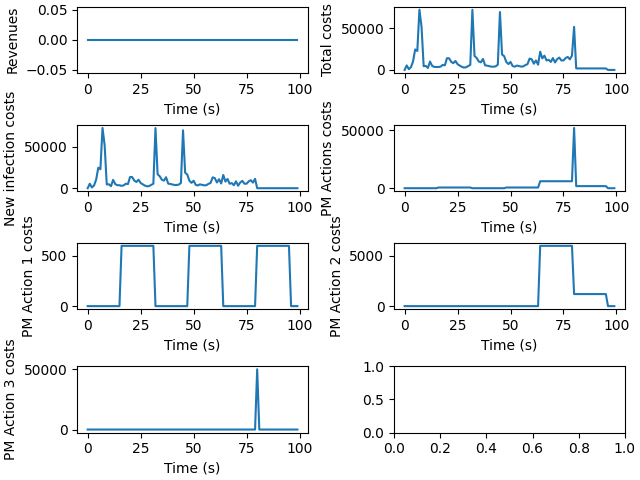 Revenues
0.05
0.00
−0.05
0 25 50 75 100
Time (s)
Total costs
50000
0
0 25 50 75 100
Time (s)
New infection costs
50000
0
0 25 50 75 100
Time (s)
PM Actions costs
50000
0
0 25 50 75 100
Time (s)
PM Action 1 costs
500
0
0 25 50 75 100
Time (s)
PM Action 2 costs
5000
0
0 25 50 75 100
Time (s)
PM Action 3 costs
50000
0
0 25 50 75 100
Time (s)
1.0
0.5
0.0
0.0 0.2 0.4 0.6 0.8 1.0